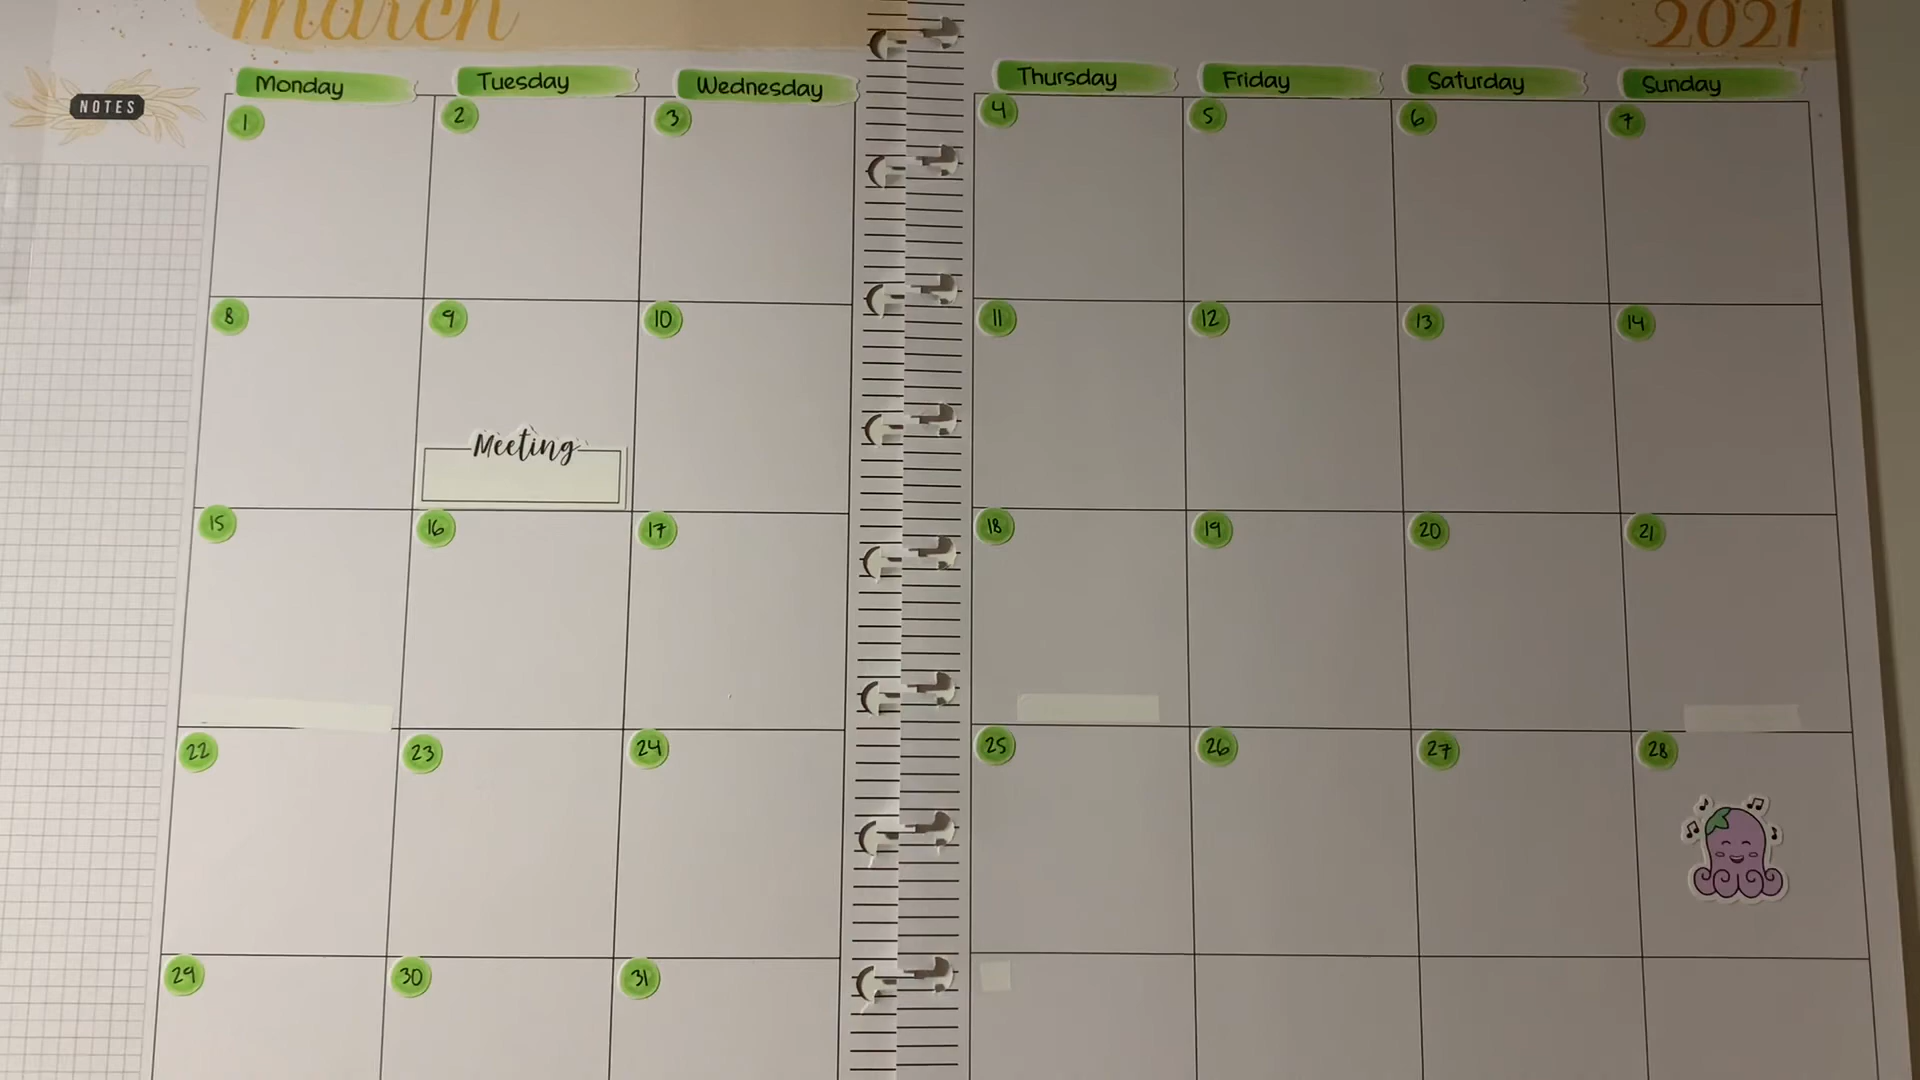 march
2021
NOTES
Monday Tuesday Wednesday Thursday Friday Saturday Sunday
1 2 3 4 5 6 7
8 9 10 11 12 13 14
Meeting
15 16 17 18 19 20 21
22 23 24 25 26 27 28
29 30 31